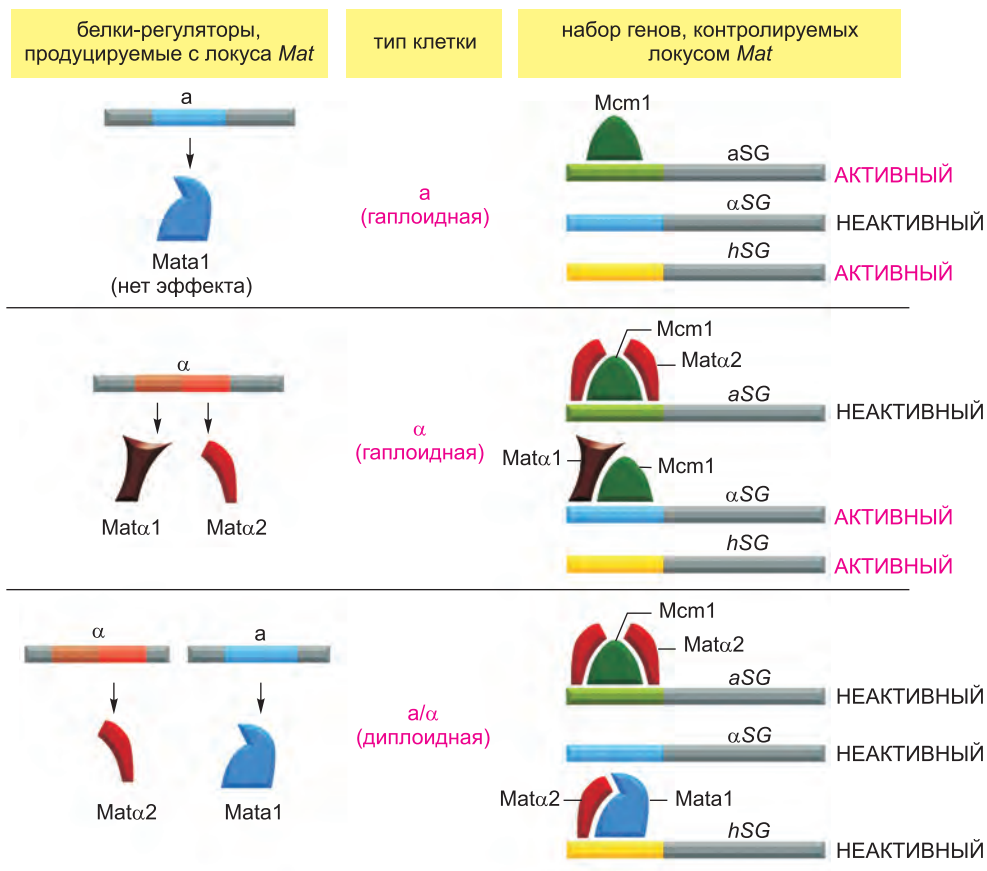 белки-регуляторы,
продуцируемые с локуса Mat
тип клетки
набор генов, контролируемых
локусом Mat
a
Mata1
(нет эффекта)
a
(гаплоидная)
Mcm1
aSG
АКТИВНЫЙ
αSG
НЕАКТИВНЫЙ
hSG
АКТИВНЫЙ
α
Matα1
Matα2
α
(гаплоидная)
Mcm1
Matα2
aSG
НЕАКТИВНЫЙ
Matα1
Mcm1
αSG
АКТИВНЫЙ
hSG
АКТИВНЫЙ
α
a
Matα2
Mata1
a/α
(диплоидная)
Mcm1
Matα2
aSG
НЕАКТИВНЫЙ
αSG
НЕАКТИВНЫЙ
Matα2
Mata1
hSG
НЕАКТИВНЫЙ